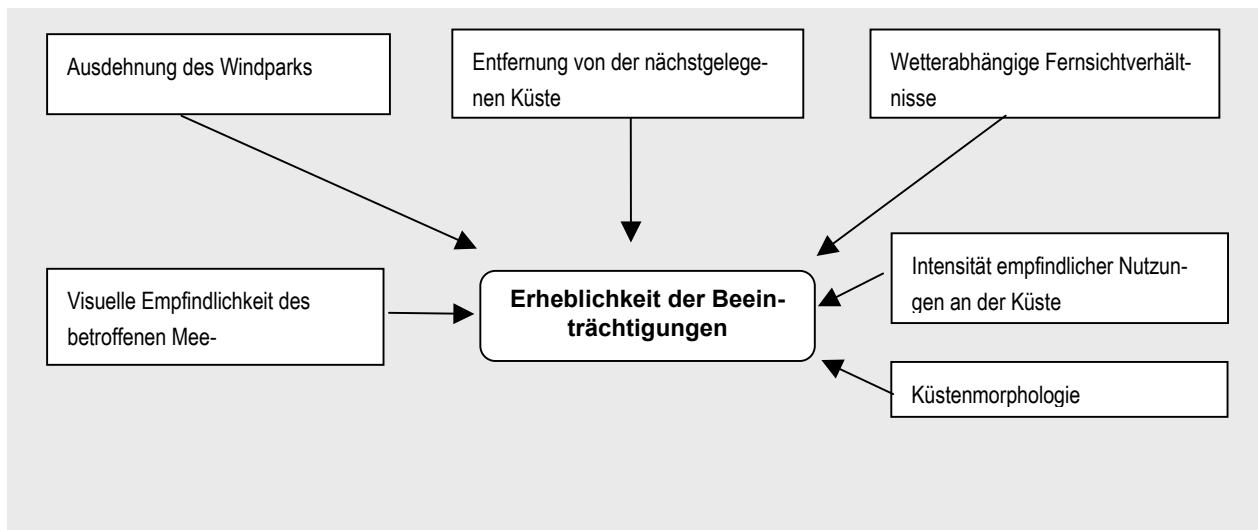 Ausdehnung des Windparks
Entfernung von der nächstgelege-
nen Küste
Wetterabhängige Fernsichtverhält-
nisse
Visuelle Empfindlichkeit des
betroffenen Mee-
Erheblichkeit der Beein-
trächtigungen
Intensität empfindlicher Nutzun-
gen an der Küste
Küstenmorphologie